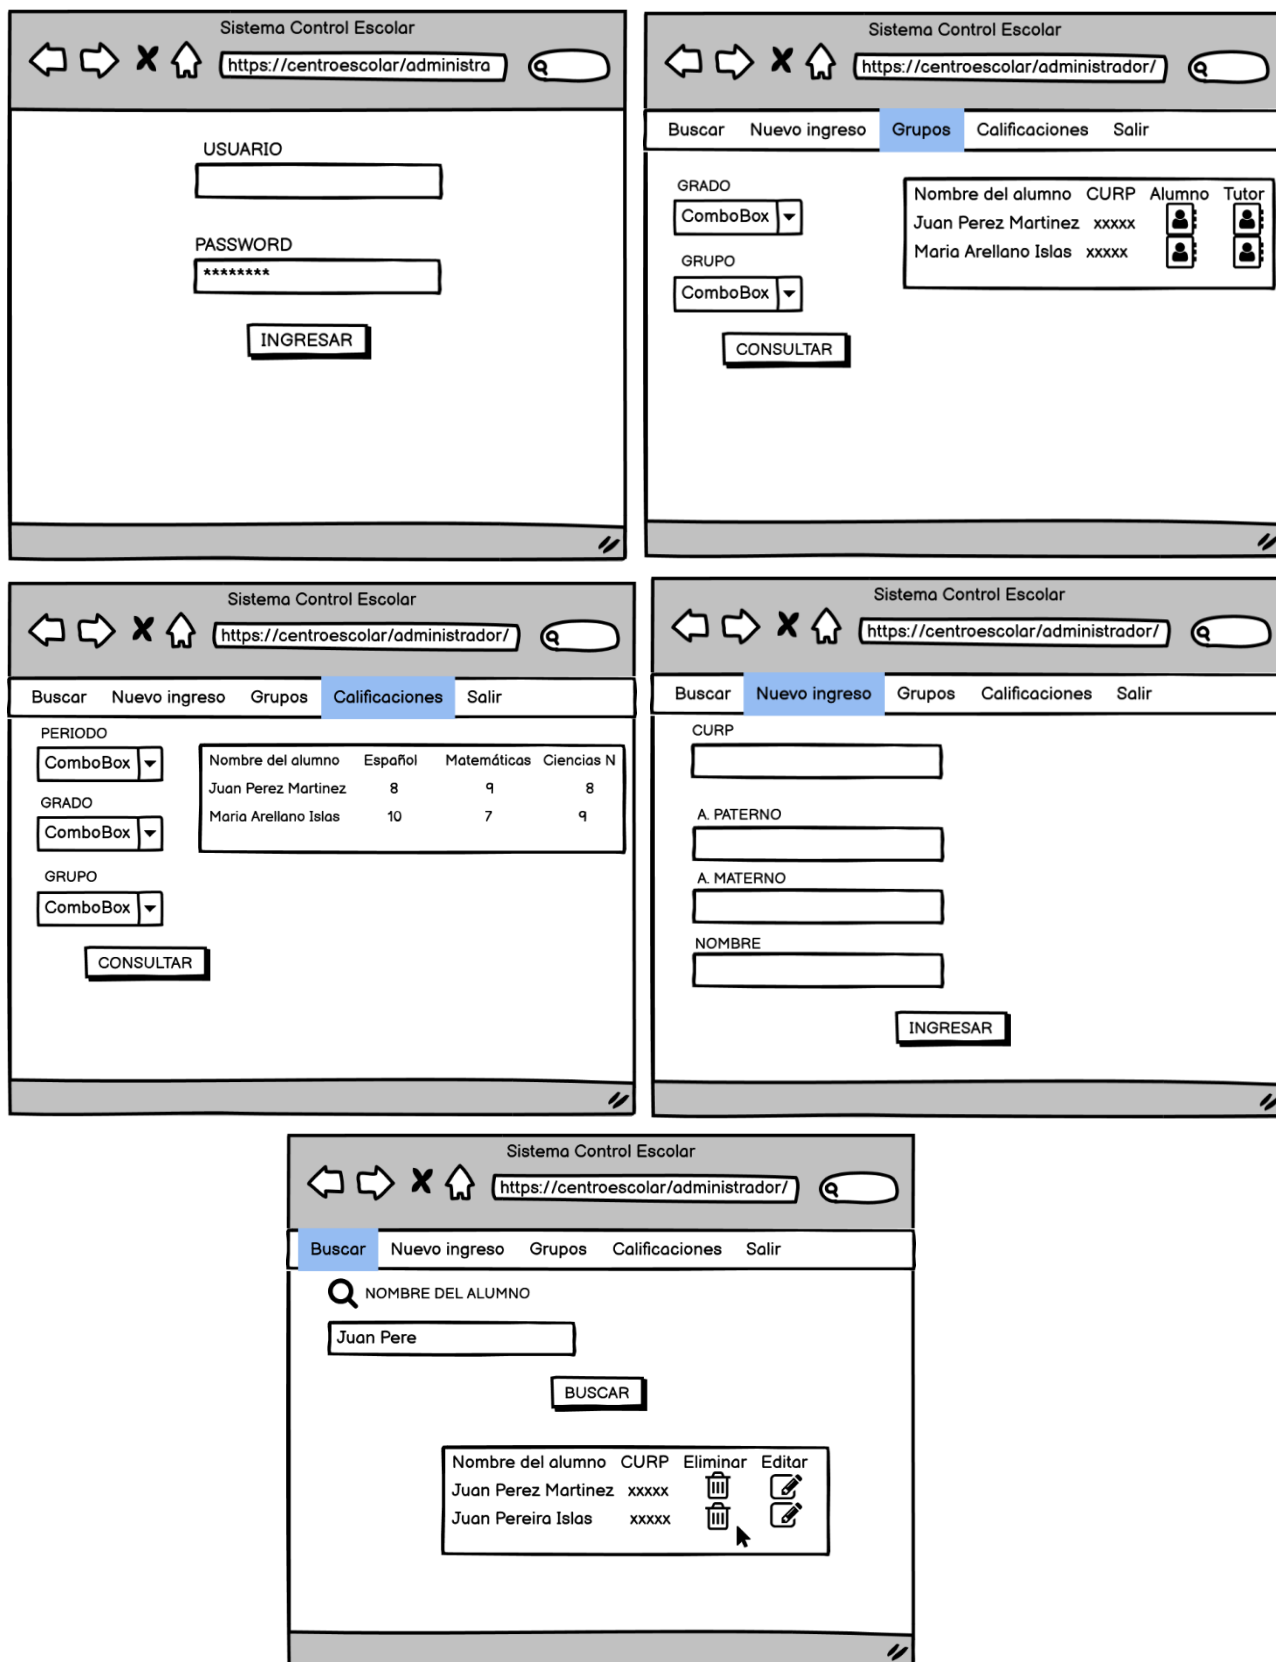 Sistema Control Escolar
https://centroescolar/administra
USUARIO
PASSWORD
********
INGRESAR
Sistema Control Escolar
https://centroescolar/administrador/
Buscar Nuevo ingreso Grupos Calificaciones Salir
GRADO
ComboBox
GRUPO
ComboBox
CONSULTAR
Nombre del alumno CURP Alumno Tutor
Juan Perez Martinez xxxxx
Maria Arellano Islas xxxxx
Sistema Control Escolar
https://centroescolar/administrador/
Buscar Nuevo ingreso Grupos Calificaciones Salir
PERIODO
ComboBox
GRADO
ComboBox
GRUPO
ComboBox
CONSULTAR
Nombre del alumno Español Matemáticas Ciencias N
Juan Perez Martinez 8 9 8
Maria Arellano Islas 10 7 9
Sistema Control Escolar
https://centroescolar/administrador/
Buscar Nuevo ingreso Grupos Calificaciones Salir
CURP
A. PATERNO
A. MATERNO
NOMBRE
INGRESAR
Sistema Control Escolar
https://centroescolar/administrador/
Buscar Nuevo ingreso Grupos Calificaciones Salir
NOMBRE DEL ALUMNO
Juan Pere
BUSCAR
Nombre del alumno CURP Eliminar Editar
Juan Perez Martinez xxxxx
Juan Pereira Islas xxxxx